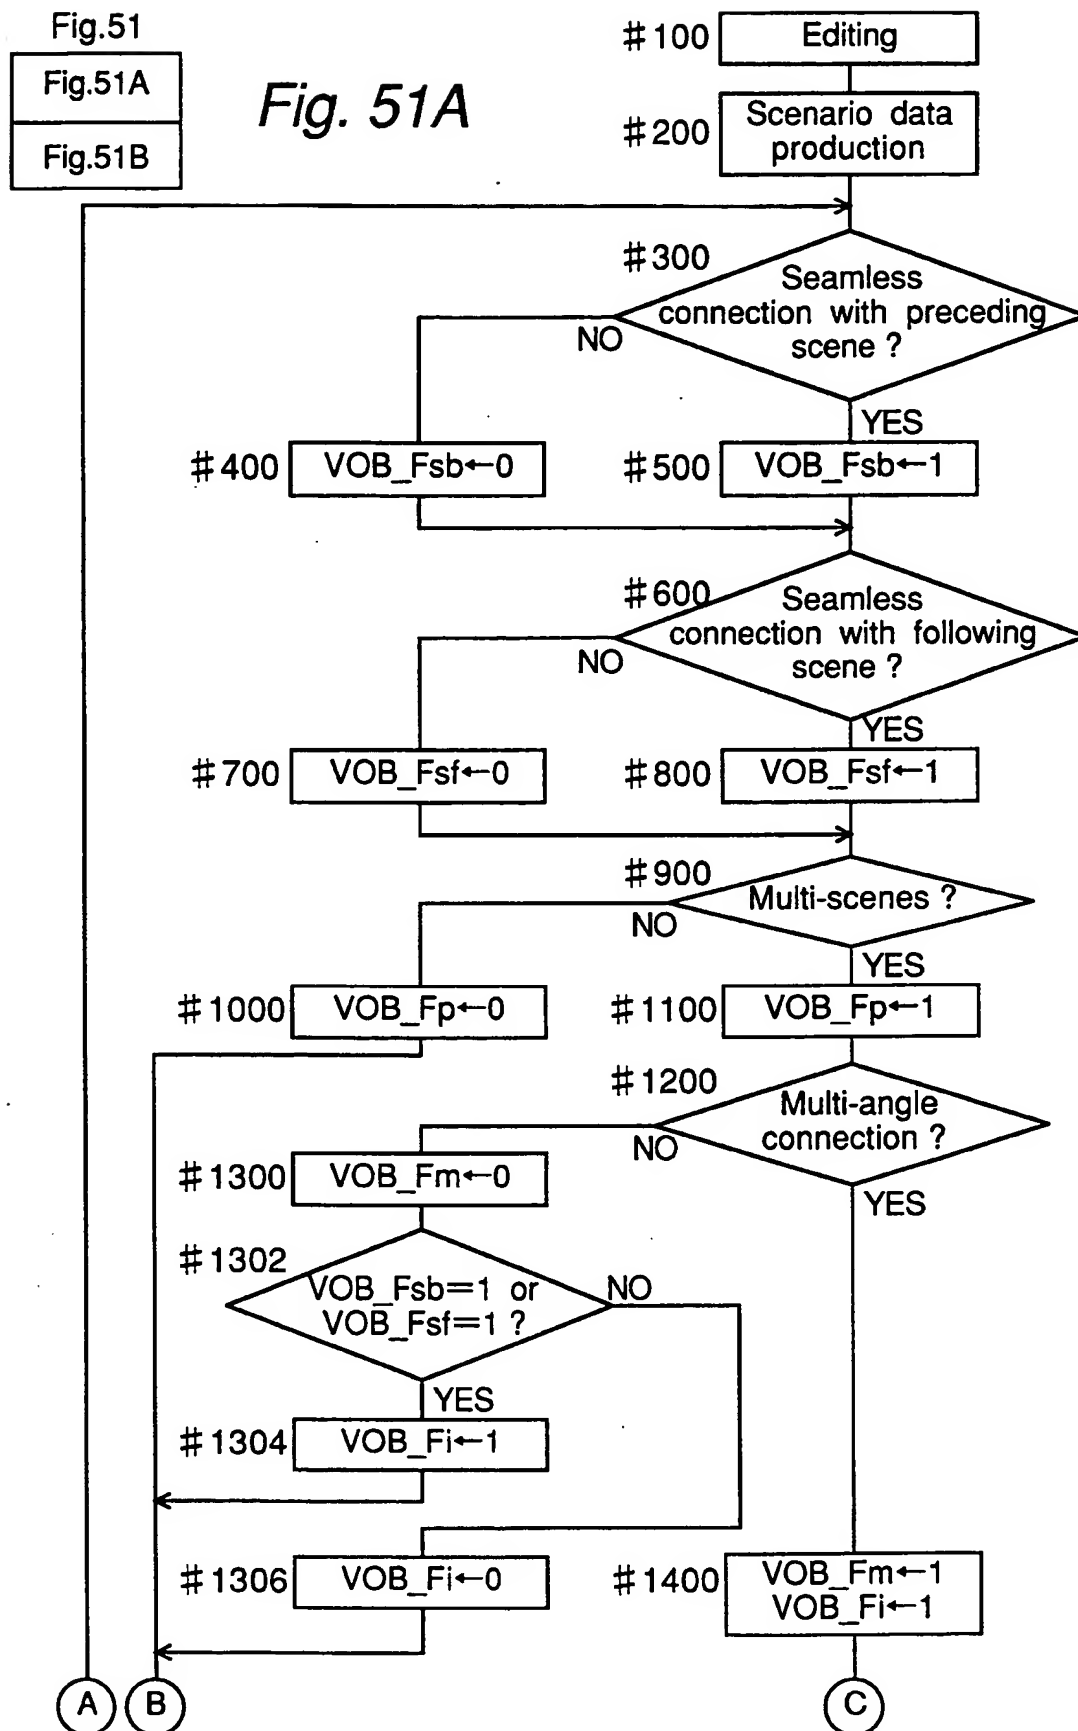 Fig.51
Fig.51A
Fig.51B
Fig. 51A
#100 Editing
#200 Scenario data
production
#300
Seamless
connection with preceding
scene ?
NO
YES
#400 VOB_Fsb←0
#500 VOB_Fsb←1
#600
Seamless
connection with following
scene ?
NO
YES
#700 VOB_Fsf←0
#800 VOB_Fsf←1
#900
Multi-scenes ?
NO
YES
#1000 VOB_Fp←0
#1100 VOB_Fp←1
#1200
Multi-angle
connection ?
NO
YES
#1300 VOB_Fm←0
#1302
VOB_Fsb=1 or
VOB_Fsf=1 ?
NO
YES
#1304 VOB_Fi←1
#1306 VOB_Fi←0
#1400 VOB_Fm←1
VOB_Fi←1
A B C